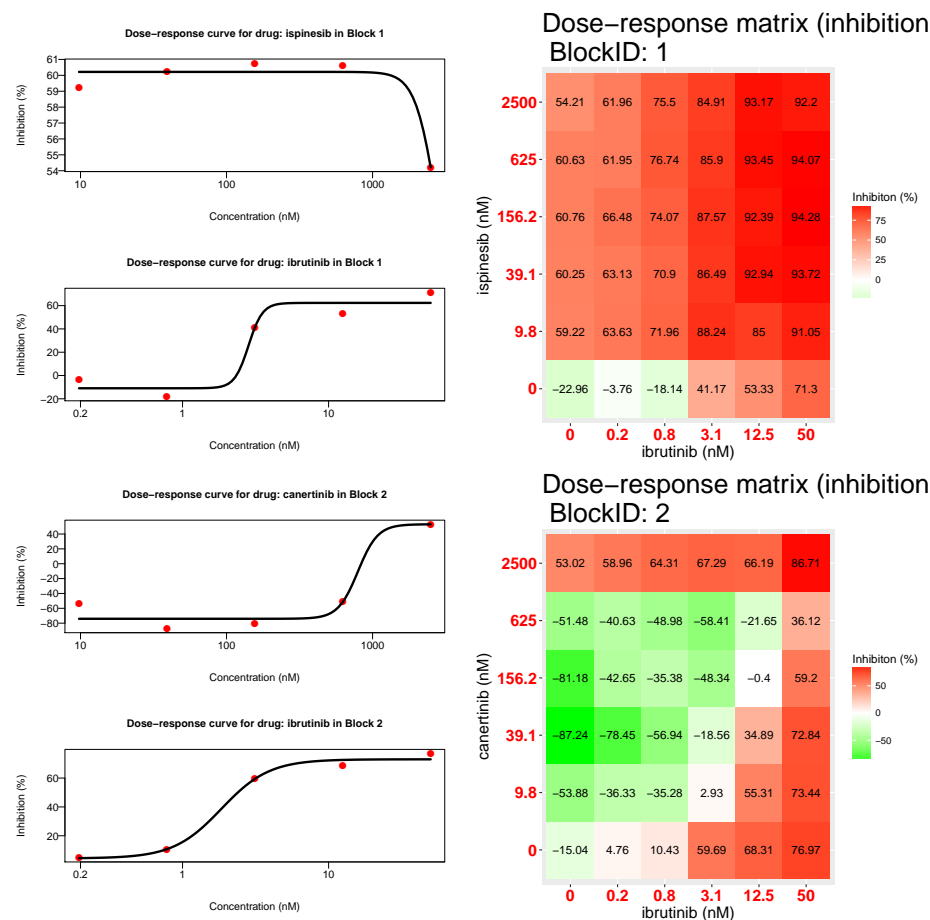 Dose−response curve for drug: ispinesib in Block 1
Inhibition (%)
61
60
59
58
57
56
55
54
10 100 1000
Concentration (nM)
Dose−response curve for drug: ibrutinib in Block 1
Inhibition (%)
60
40
20
0
−20
0.2 1 10
Concentration (nM)
Dose−response matrix (inhibition
BlockID: 1
ispinesib (nM)
2500 54.21 61.96 75.5 84.91 93.17 92.2
625 60.63 61.95 76.74 85.9 93.45 94.07
156.2 60.76 66.48 74.07 87.57 92.39 94.28
39.1 60.25 63.13 70.9 86.49 92.94 93.72
9.8 59.22 63.63 71.96 88.24 85 91.05
0 −22.96 −3.76 −18.14 41.17 53.33 71.3
0 0.2 0.8 3.1 12.5 50
ibrutinib (nM)
Inhibiton (%)
75
50
25
0
Dose−response curve for drug: canertinib in Block 2
Inhibition (%)
40
20
0
−20
−40
−60
−80
10 100 1000
Concentration (nM)
Dose−response curve for drug: ibrutinib in Block 2
Inhibition (%)
60
40
20
0.2 1 10
Concentration (nM)
Dose−response matrix (inhibition
BlockID: 2
canertinib (nM)
2500 53.02 58.96 64.31 67.29 66.19 86.71
625 −51.48 −40.63 −48.98 −58.41 −21.65 36.12
156.2 −81.18 −42.65 −35.38 −48.34 −0.4 59.2
39.1 −87.24 −78.45 −56.94 −18.56 34.89 72.84
9.8 −53.88 −36.33 −35.28 2.93 55.31 73.44
0 −15.04 4.76 10.43 59.69 68.31 76.97
0 0.2 0.8 3.1 12.5 50
ibrutinib (nM)
Inhibiton (%)
50
0
−50